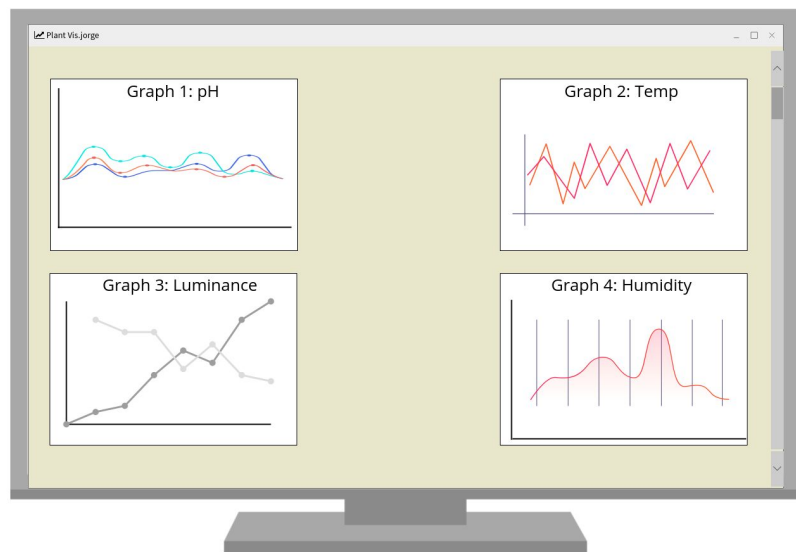 Plant Vis.jorge
Graph 1: pH
Graph 2: Temp
Graph 3: Luminance
Graph 4: Humidity